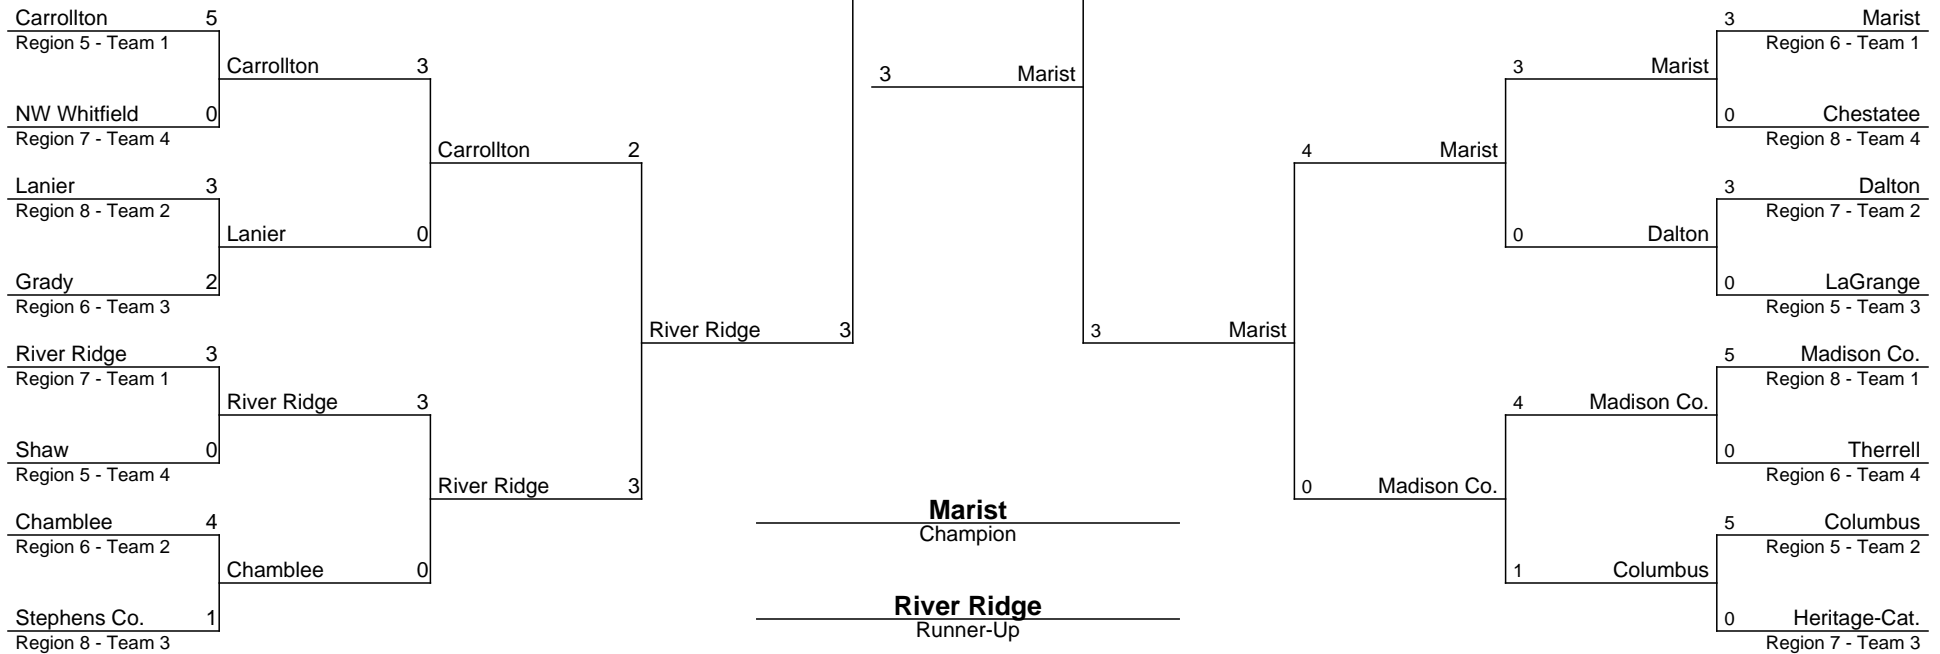 Carrollton 5
Region 5 - Team 1
NW Whitfield 0
Region 7 - Team 4
Lanier 3
Region 8 - Team 2
Grady 2
Region 6 - Team 3
River Ridge 3
Region 7 - Team 1
Shaw 0
Region 5 - Team 4
Chamblee 4
Region 6 - Team 2
Stephens Co. 1
Region 8 - Team 3
Carrollton 3
Lanier 0
River Ridge 3
Chamblee 0
Carrollton 2
River Ridge 3
River Ridge 3
3 Marist
Marist
Champion
River Ridge
Runner-Up
3 Marist
4 Marist
0 Madison Co.
3 Marist
0 Dalton
4 Madison Co.
1 Columbus
3 Marist
Region 6 - Team 1
0 Chestatee
Region 8 - Team 4
3 Dalton
Region 7 - Team 2
0 LaGrange
Region 5 - Team 3
5 Madison Co.
Region 8 - Team 1
0 Therrell
Region 6 - Team 4
5 Columbus
Region 5 - Team 2
0 Heritage-Cat.
Region 7 - Team 3